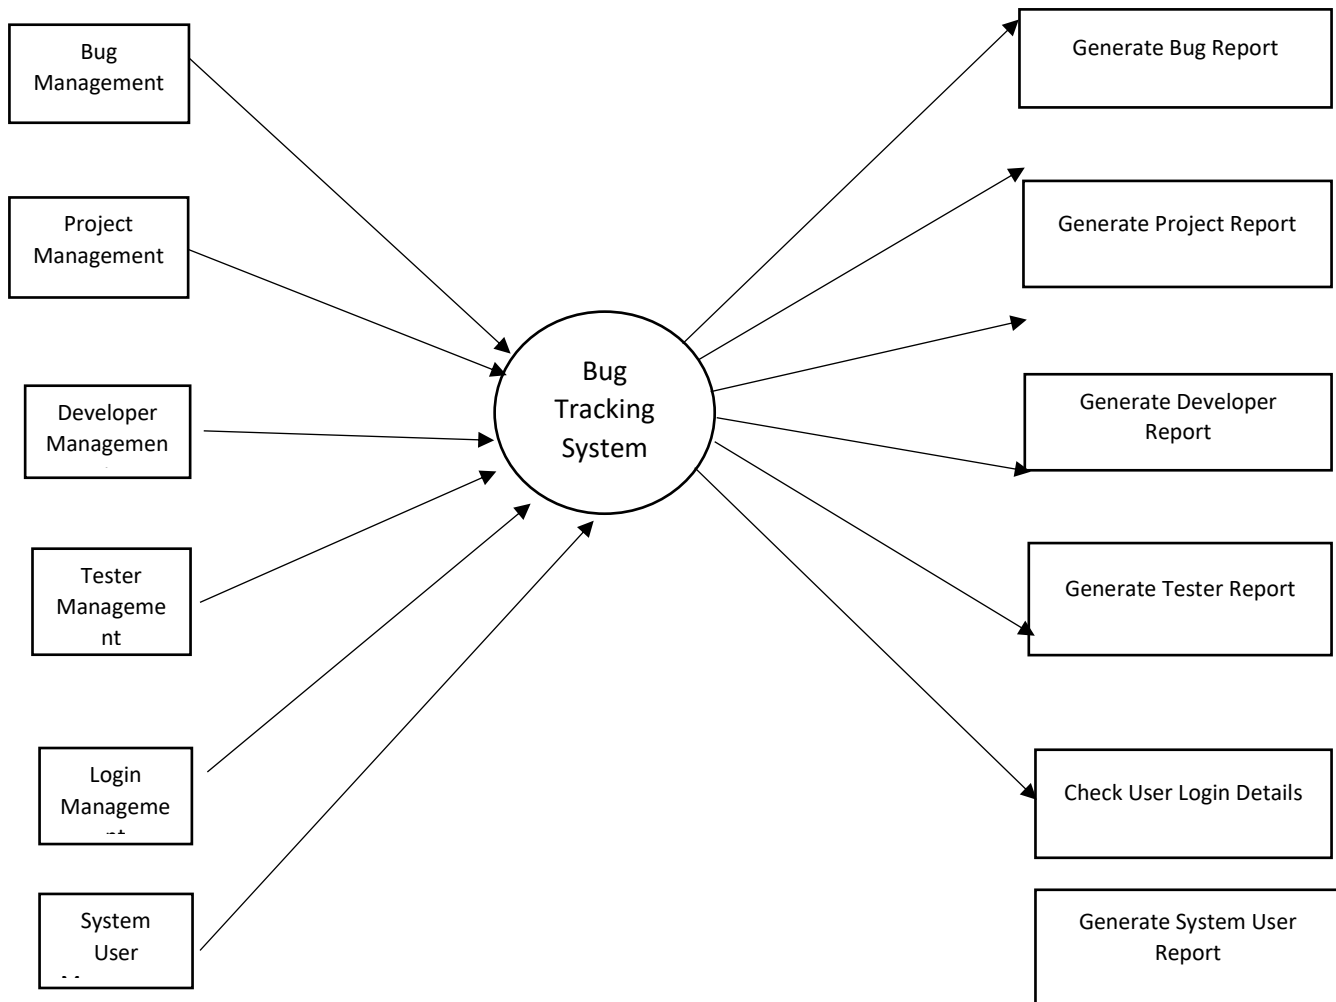 Bug
Management
Project
Management
Developer
Managemen
Tester
Manageme
nt
Login
Manageme
System
User
Bug
Tracking
System
Generate Bug Report
Generate Project Report
Generate Developer
Report
Generate Tester Report
Check User Login Details
Generate System User
Report